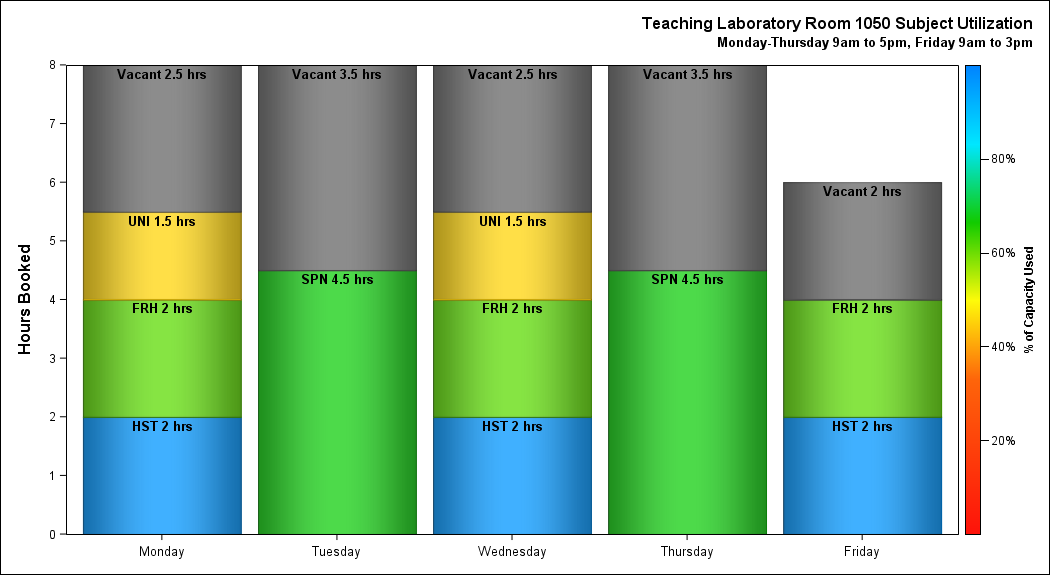 Teaching Laboratory Room 1050 Subject Utilization
Monday-Thursday 9am to 5pm, Friday 9am to 3pm
Hours Booked
8
7
6
5
4
3
2
1
0
Vacant 2.5 hrs
UNI 1.5 hrs
FRH 2 hrs
HST 2 hrs
Vacant 3.5 hrs
SPN 4.5 hrs
Vacant 2.5 hrs
UNI 1.5 hrs
FRH 2 hrs
HST 2 hrs
Vacant 3.5 hrs
SPN 4.5 hrs
Vacant 2 hrs
FRH 2 hrs
HST 2 hrs
Monday
Tuesday
Wednesday
Thursday
Friday
80%
60%
40%
20%
% of Capacity Used